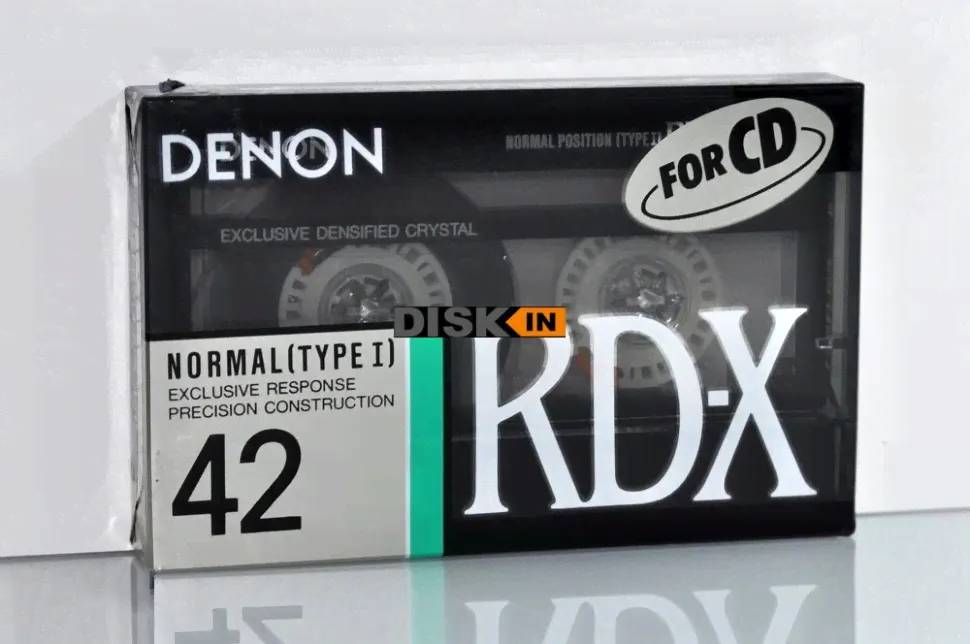 DENON
DENON
NORMAL POSITION (TYPE I)
FOR CD
EXCLUSIVE DENSIFIED CRYSTAL
DISK IN
NORMAL (TYPE I)
EXCLUSIVE RESPONSE
PRECISION CONSTRUCTION
42
RD-X